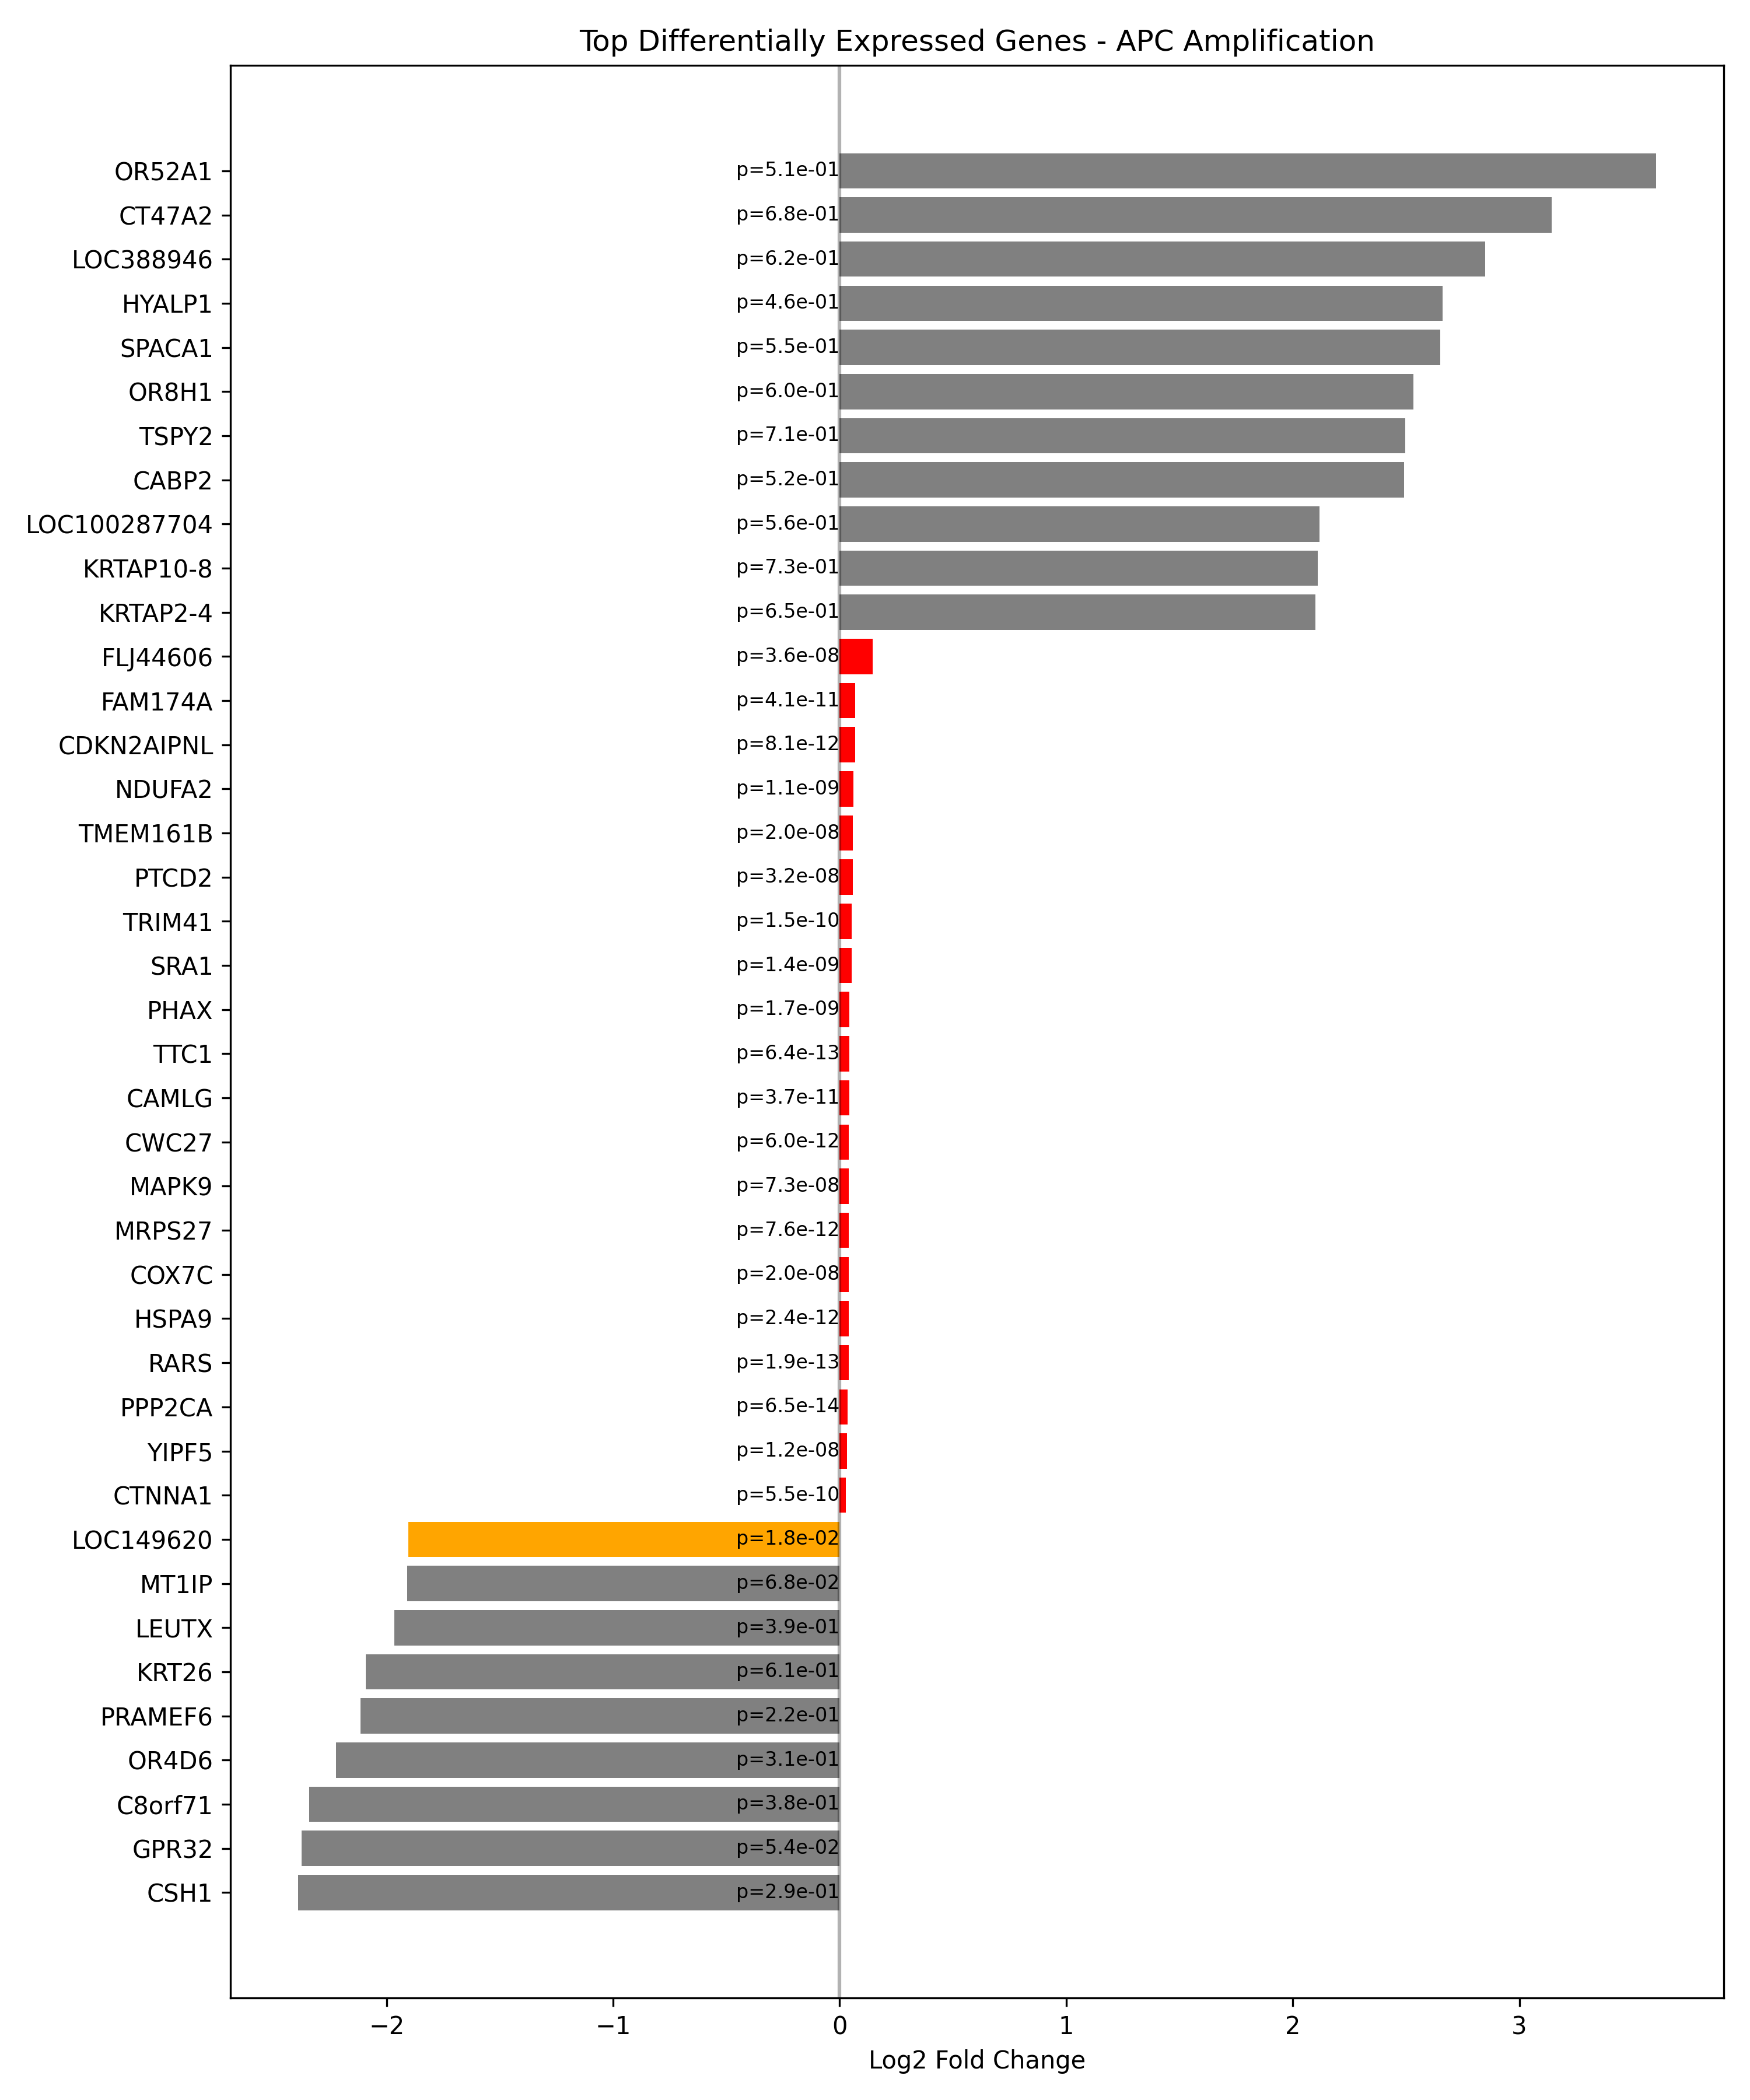 Top Differentially Expressed Genes - APC Amplification
OR52A1 p=5.1e-01
CT47A2 p=6.8e-01
LOC388946 p=6.2e-01
HYALP1 p=4.6e-01
SPACA1 p=5.5e-01
OR8H1 p=6.0e-01
TSPY2 p=7.1e-01
CABP2 p=5.2e-01
LOC100287704 p=5.6e-01
KRTAP10-8 p=7.3e-01
KRTAP2-4 p=6.5e-01
FLJ44606 p=3.6e-08
FAM174A p=4.1e-11
CDKN2AIPNL p=8.1e-12
NDUFA2 p=1.1e-09
TMEM161B p=2.0e-08
PTCD2 p=3.2e-08
TRIM41 p=1.5e-10
SRA1 p=1.4e-09
PHAX p=1.7e-09
TTC1 p=6.4e-13
CAMLG p=3.7e-11
CWC27 p=6.0e-12
MAPK9 p=7.3e-08
MRPS27 p=7.6e-12
COX7C p=2.0e-08
HSPA9 p=2.4e-12
RARS p=1.9e-13
PPP2CA p=6.5e-14
YIPF5 p=1.2e-08
CTNNA1 p=5.5e-10
LOC149620 p=1.8e-02
MT1IP p=6.8e-02
LEUTX p=3.9e-01
KRT26 p=6.1e-01
PRAMEF6 p=2.2e-01
OR4D6 p=3.1e-01
C8orf71 p=3.8e-01
GPR32 p=5.4e-02
CSH1 p=2.9e-01
−2 −1 0 1 2 3
Log2 Fold Change